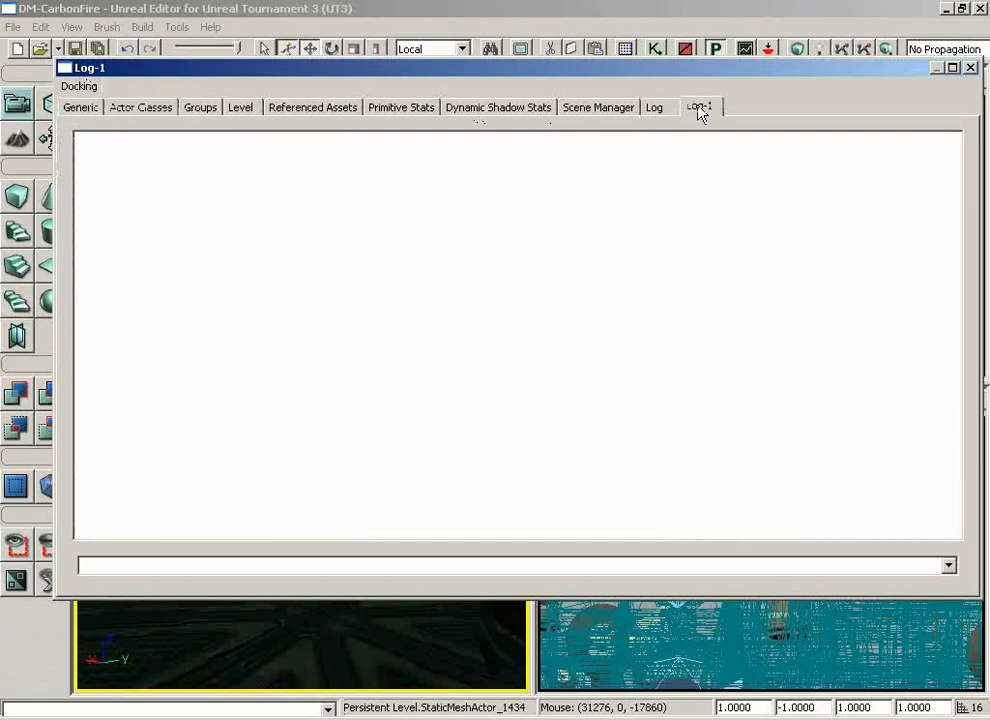 DM-CarbonFire - Unreal Editor for Unreal Tournament 3 (UT3)
File Edit View Brush Build Tools Help
Local
P
No Propagation
Log-1
Docking
Generic Actor Classes Groups Level Referenced Assets Primitive Stats Dynamic Shadow Stats Scene Manager Log Log-1
X Y
Persistent Level.StaticMeshActor_1434 Mouse: (31276, 0, -17860) 1.0000 -1.0000 1.0000 1.0000 16